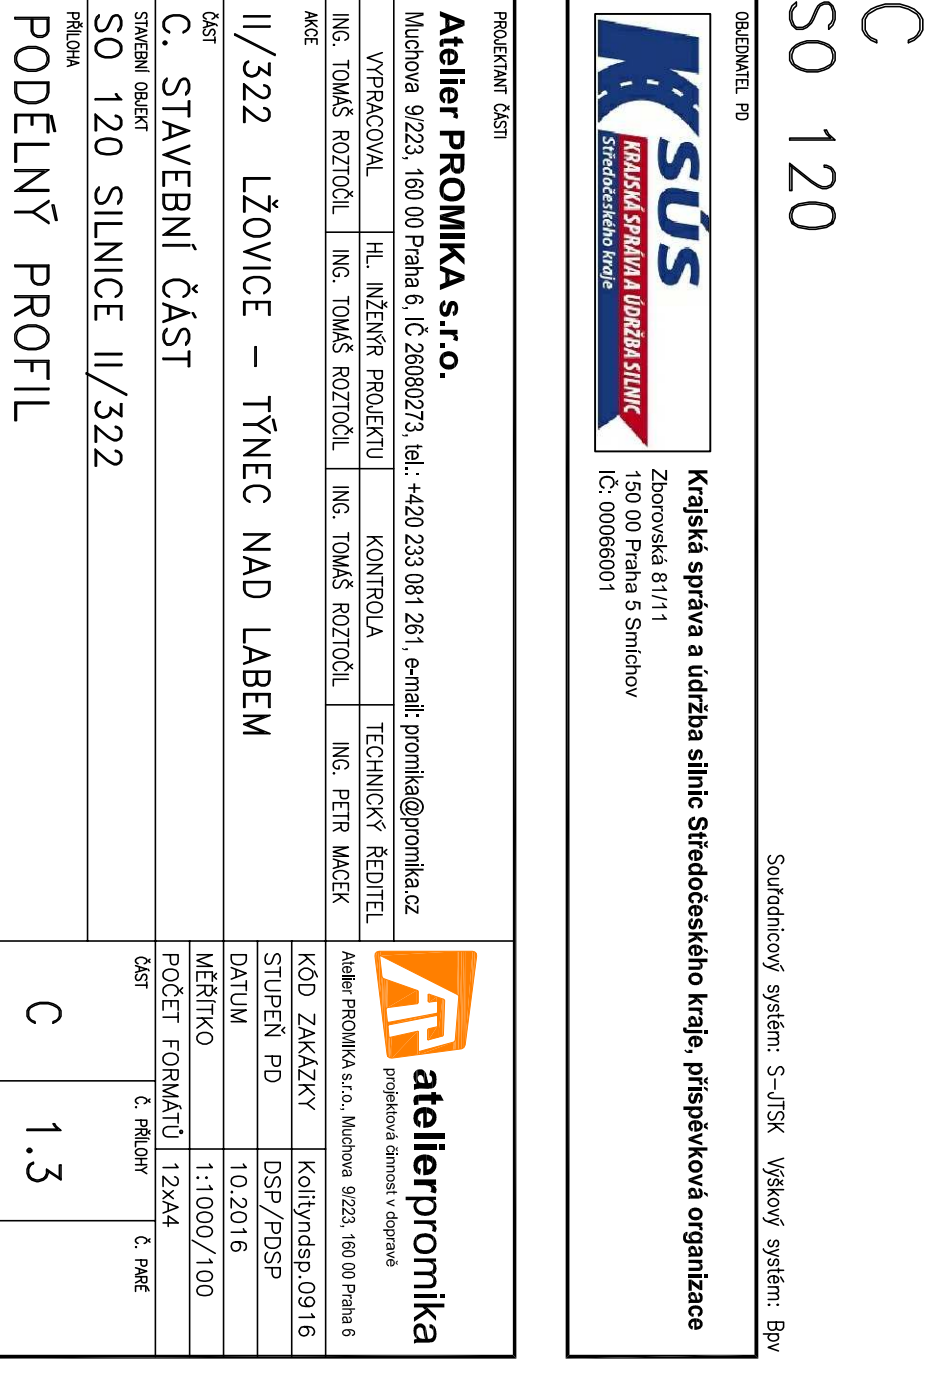 C
SO 120
Souřadnicový systém: S-JTSK Výškový systém: Bpv
OBJEDNATEL PD
SÚS
KRAJSKÁ SPRÁVA A ÚDRŽBA SILNIC
Středočeského kraje
Krajská správa a údržba silnic Středočeského kraje, příspěvková organizace
Zborovská 81/11
150 00 Praha 5 Smíchov
IČ: 00066001
PROJEKTANT ČÁSTI
Atelier PROMIKA s.r.o.
Muchova 9/223, 160 00 Praha 6, IČ 26080273, tel.: +420 233 081 261, e-mail: promika@promika.cz
atelierpromika
projektová činnost v dopravě
Atelier PROMIKA s.r.o., Muchova 9/223, 160 00 Praha 6
VYPRACOVAL HL. INŽENÝR PROJEKTU KONTROLA TECHNICKÝ ŘEDITEL
ING. TOMÁŠ ROZTOČIL ING. TOMÁŠ ROZTOČIL ING. TOMÁŠ ROZTOČIL ING. PETR MACEK
AKCE
II/322 LŽOVICE – TÝNEC NAD LABEM
KÓD ZAKÁZKY Kolityndsp.0916
STUPEŇ PD DSP/PDSP
DATUM 10.2016
MĚŘÍTKO 1:1000/100
POČET FORMÁTŮ 12xA4
ČÁST
C. STAVEBNÍ ČÁST
STAVEBNÍ OBJEKT
SO 120 SILNICE II/322
PŘÍLOHA
PODÉLNÝ PROFIL
ČÁST Č. PŘÍLOHY Č. PARÉ
C 1.3